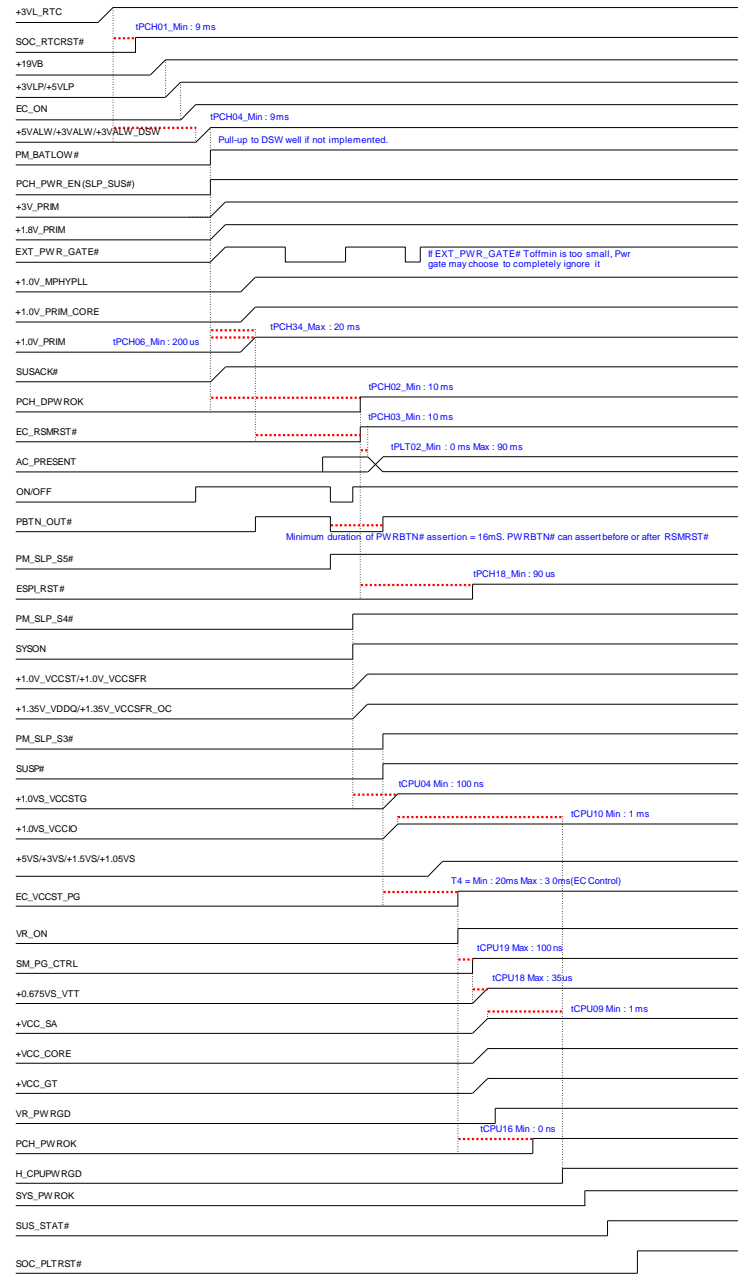 +3VL_RTC
tPCH01_Min : 9 ms
SOC_RTCRST#
+19VB
+3VLP/+5VLP
EC_ON
tPCH04_Min : 9ms
+5VALW/+3VALW/+3VALW_DSW
Pull-up to DSW well if not implemented.
PM_BATLOW#
PCH_PWR_EN(SLP_SUS#)
+3V_PRIM
+1.8V_PRIM
EXT_PWR_GATE#
If EXT_PWR_GATE# Toffmin is too small, Pwr
gate may choose to completely ignore it
+1.0V_MPHYPLL
+1.0V_PRIM_CORE
tPCH34_Max : 20 ms
+1.0V_PRIM
tPCH06_Min : 200 us
SUSACK#
tPCH02_Min : 10 ms
PCH_DPWROK
tPCH03_Min : 10 ms
EC_RSMRST#
tPLT02_Min : 0 ms Max : 90 ms
AC_PRESENT
ON/OFF
PBTN_OUT#
Minimum duration of PWRBTN# assertion = 16mS. PWRBTN# can assert before or after RSMRST#
PM_SLP_S5#
tPCH18_Min : 90 us
ESPI_RST#
PM_SLP_S4#
SYSON
+1.0V_VCCST/+1.0V_VCCSFR
+1.35V_VDDQ/+1.35V_VCCSFR_OC
PM_SLP_S3#
SUSP#
tCPU04 Min : 100 ns
+1.0VS_VCCSTG
tCPU10 Min : 1 ms
+1.0VS_VCCIO
+5VS/+3VS/+1.5VS/+1.05VS
T4 = Min : 20ms Max : 3 0ms(EC Control)
EC_VCCST_PG
VR_ON
tCPU19 Max : 100 ns
SM_PG_CTRL
tCPU18 Max : 35us
+0.675VS_VTT
tCPU09 Min : 1 ms
+VCC_SA
+VCC_CORE
+VCC_GT
VR_PWRGD
tCPU16 Min : 0 ns
PCH_PWROK
H_CPUPWRGD
SYS_PWROK
SUS_STAT#
SOC_PLTRST#